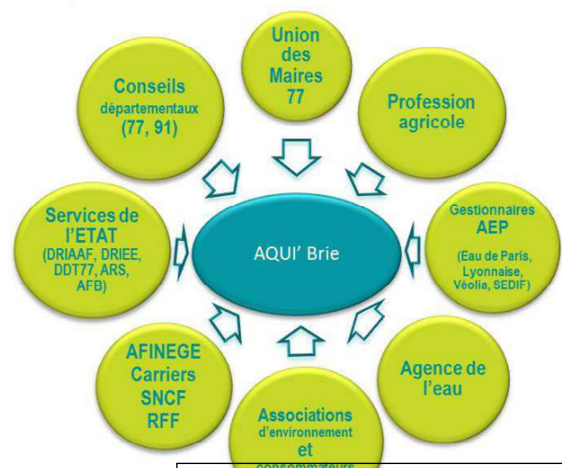 Union
des
Maires
77
Profession
agricole
Gestionnaires
AEP
(Eau de Paris,
Lyonnaise,
Véolia, SEDIF)
Agence de
l'eau
Associations
d'environnement
et
consommateurs
AFINEGE
Carriers
SNCF
RFF
Services de
l'ETAT
(DRIAAF, DRIEE,
DDT77, ARS,
AFB)
Conseils
départementaux
(77, 91)
AQUI' Brie